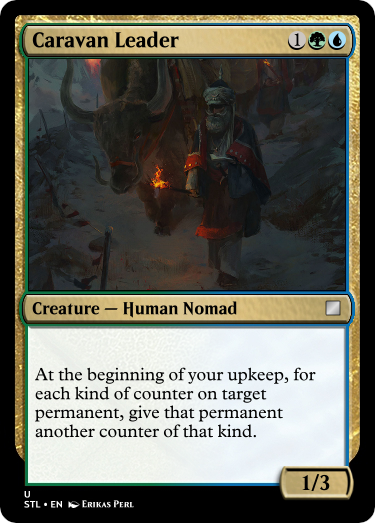 Caravan Leader 1
Creature — Human Nomad
At the beginning of your upkeep, for
each kind of counter on target
permanent, give that permanent
another counter of that kind.
1/3
U
STL • EN Erikas Perl